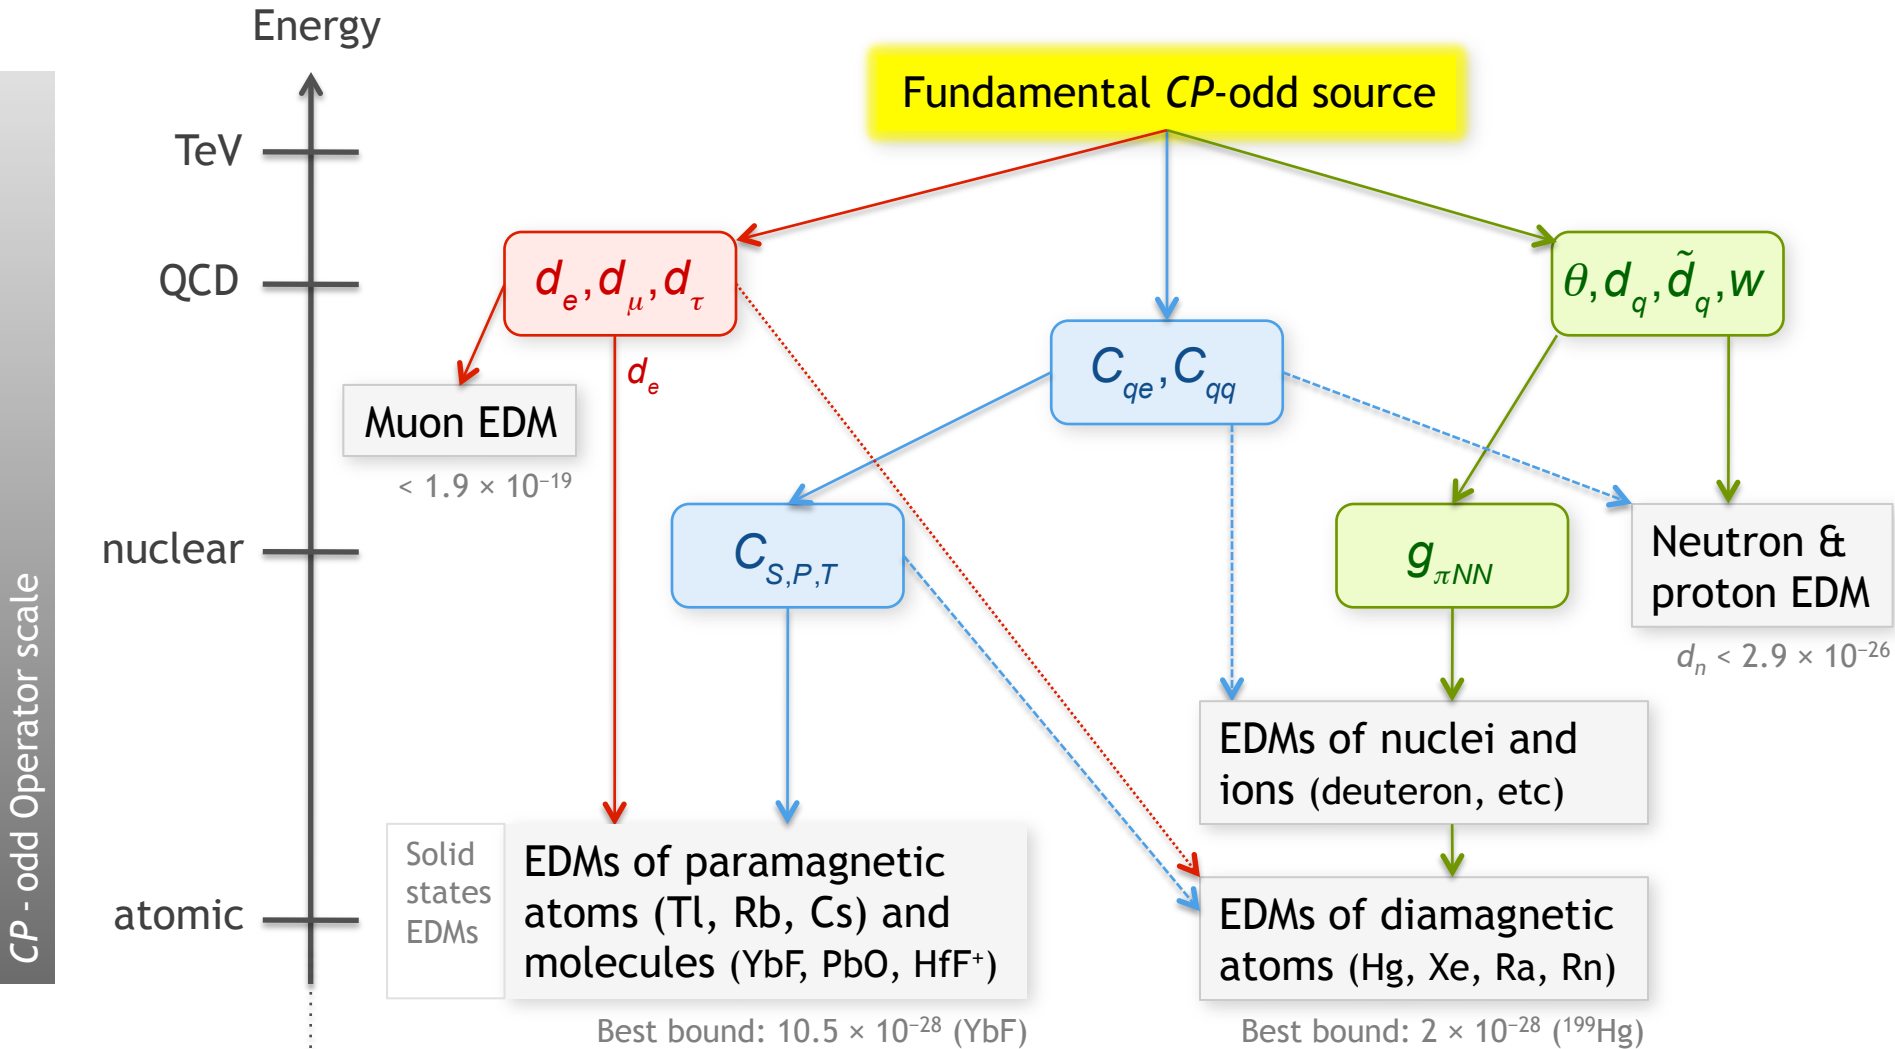 Energy
TeV
QCD
nuclear
atomic
CP - odd Operator scale
Fundamental CP-odd source
d_e, d_μ, d_τ
θ, d_q, d̃_q, w
C_qe, C_qq
d_e
Muon EDM
< 1.9 × 10⁻¹⁹
C_S,P,T
g_πNN
Neutron &
proton EDM
d_n < 2.9 × 10⁻²⁶
EDMs of nuclei and
ions (deuteron, etc)
Solid
states
EDMs
EDMs of paramagnetic
atoms (Tl, Rb, Cs) and
molecules (YbF, PbO, HfF⁺)
Best bound: 10.5 × 10⁻²⁸ (YbF)
EDMs of diamagnetic
atoms (Hg, Xe, Ra, Rn)
Best bound: 2 × 10⁻²⁸ (¹⁹⁹Hg)